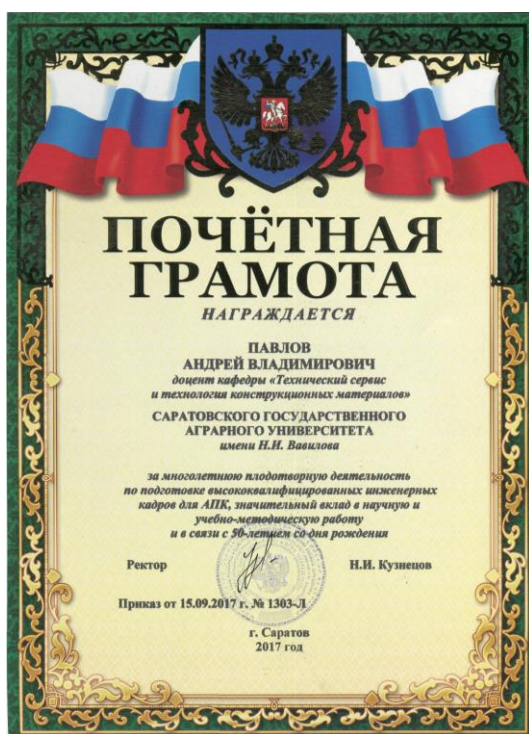 ПОЧЁТНАЯ
ГРАМОТА
НАГРАЖДАЕТСЯ
ПАВЛОВ
АНДРЕЙ ВЛАДИМИРОВИЧ
доцент кафедры «Технический сервис
и технология конструкционных материалов»
САРАТОВСКОГО ГОСУДАРСТВЕННОГО
АГРАРНОГО УНИВЕРСИТЕТА
имени Н.И. Вавилова
за многолетнюю плодотворную деятельность
по подготовке высококвалифицированных инженерных
кадров для АПК, значительный вклад в научную и
учебно-методическую работу
и в связи с 50-летием со дня рождения
Ректор Н.И. Кузнецов
Приказ от 15.09.2017 г. № 1303-Л
г. Саратов
2017 год